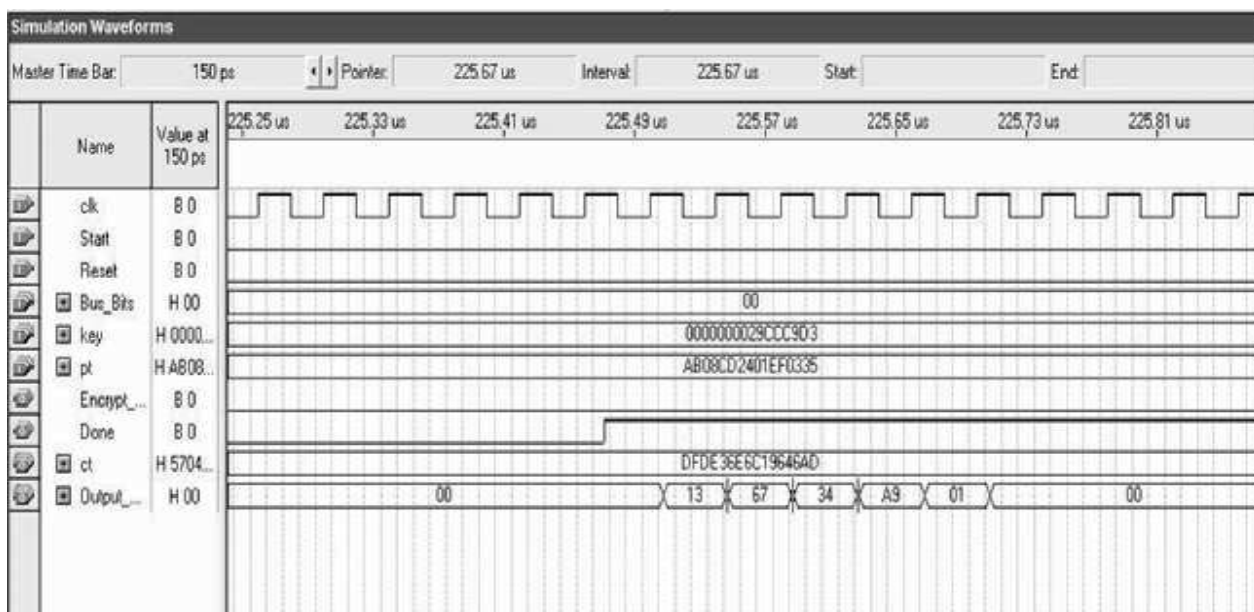 Simulation Waveforms
Master Time Bar: 150 ps Pointer: 225.67 us Interval: 225.67 us Start: End:
Name Value at 150 ps 225.25 us 225.33 us 225.41 us 225.49 us 225.57 us 225.65 us 225.73 us 225.81 us
clk B 0
Start B 0
Reset B 0
Bus_Bits H 00 00
key H 0000... 0000000029CCC9D3
pt H AB08... AB08CD2401EF0335
Encrypt_... B 0
Done B 0
ct H 5704... DFDE36E6C19646AD
Output_... H 00 00 13 67 34 A9 01 00